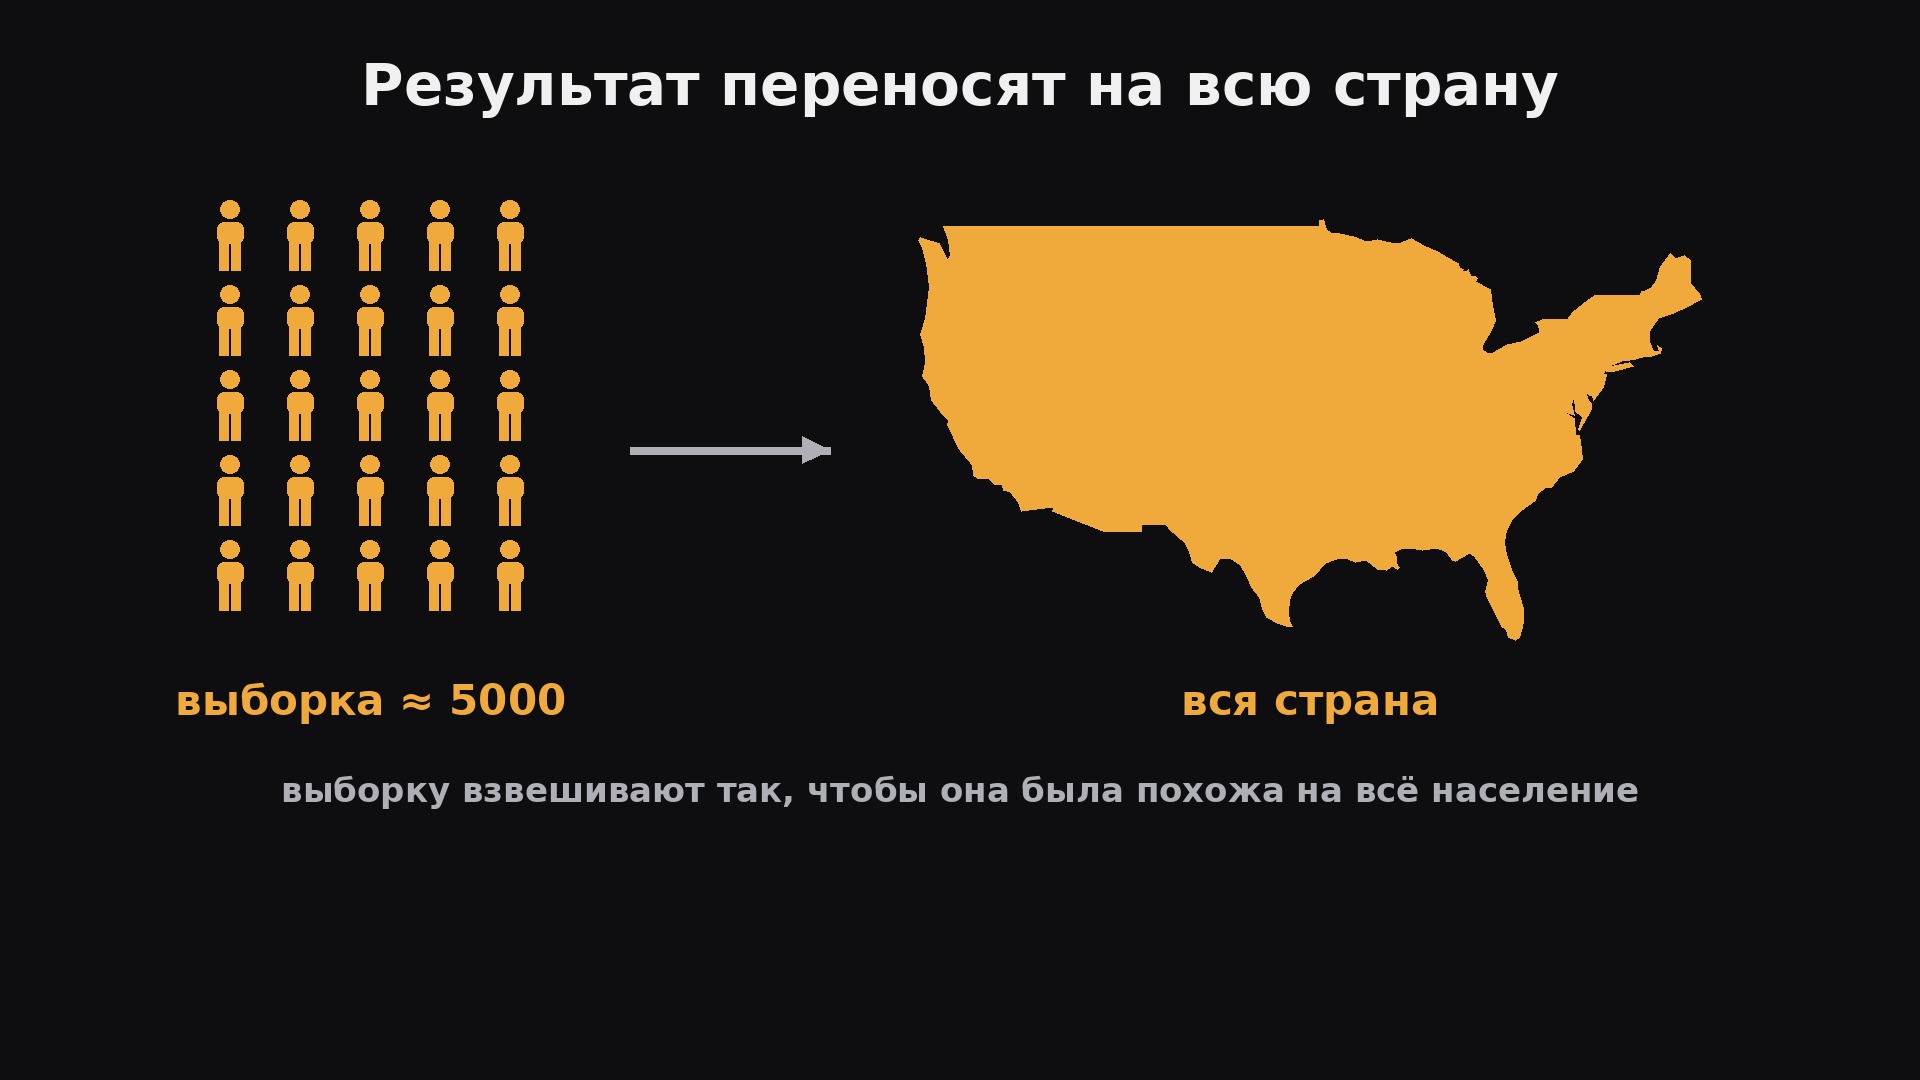 Результат переносят на всю страну
выборка ≈ 5000
вся страна
выборку взвешивают так, чтобы она была похожа на всё население